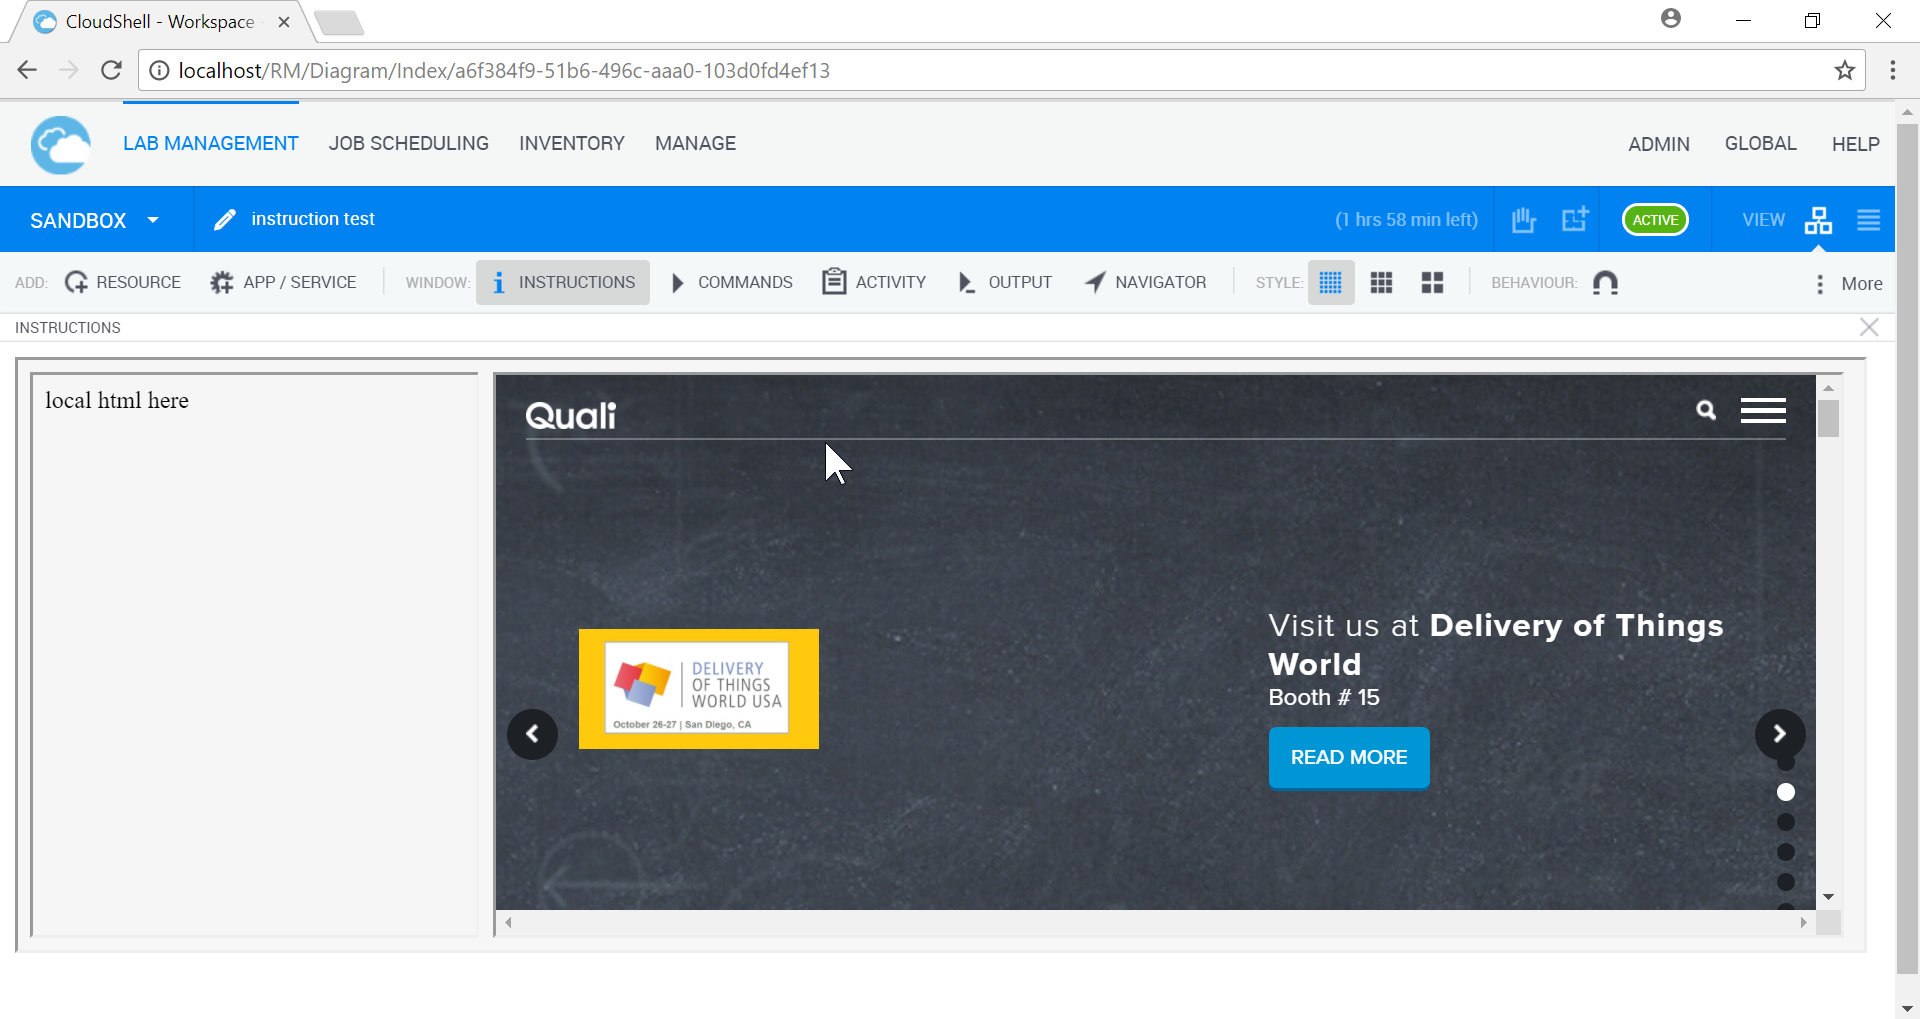 CloudShell - Workspace
localhost/RM/Diagram/Index/a6f384f9-51b6-496c-aaa0-103d0fd4ef13
LAB MANAGEMENT JOB SCHEDULING INVENTORY MANAGE ADMIN GLOBAL HELP
SANDBOX instruction test (1 hrs 58 min left) ACTIVE VIEW
ADD: RESOURCE APP / SERVICE WINDOW: INSTRUCTIONS COMMANDS ACTIVITY OUTPUT NAVIGATOR STYLE: BEHAVIOUR: More
INSTRUCTIONS
local html here
Quali
Visit us at Delivery of Things
World
Booth # 15
READ MORE
DELIVERY
OF THINGS
WORLD USA
October 26-27 | San Diego, CA